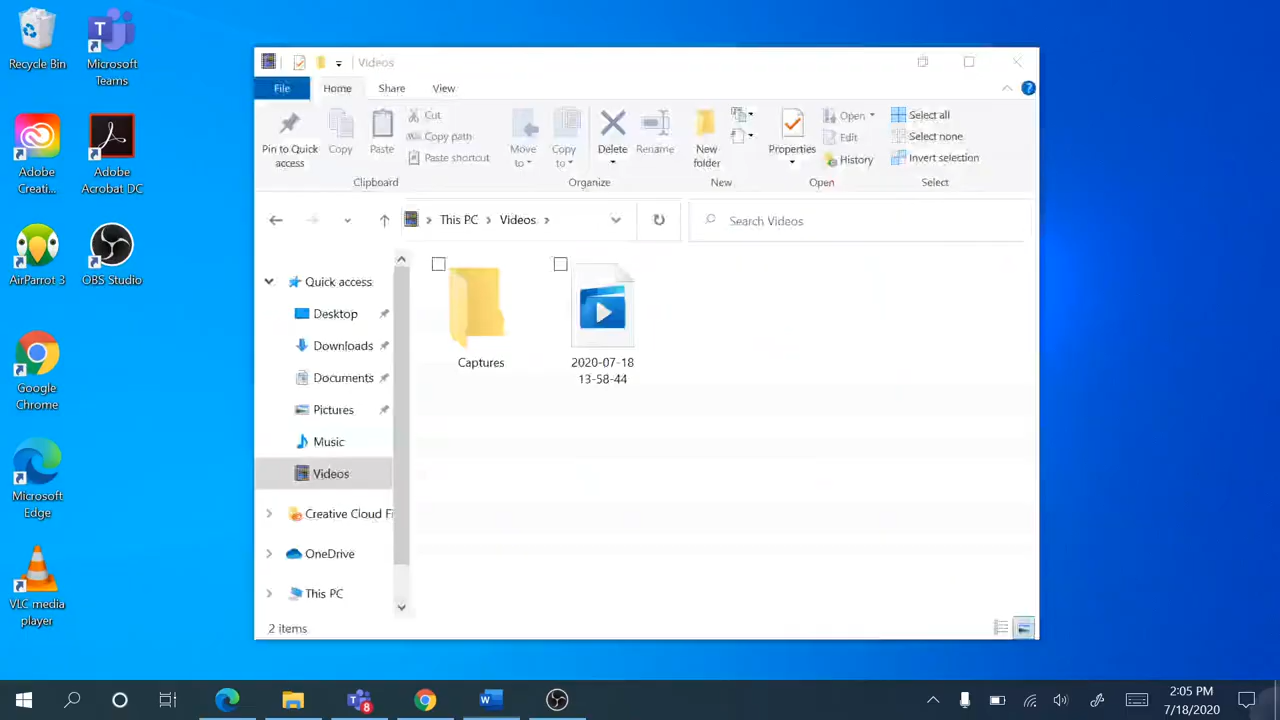 Recycle Bin
Microsoft
Teams
Adobe
Creati...
Adobe
Acrobat DC
AirParrot 3
OBS Studio
Google
Chrome
Microsoft
Edge
VLC media
player
Videos
File
Home
Share
View
Pin to Quick
access
Copy
Paste
Cut
Copy path
Paste shortcut
Clipboard
Move
to
Copy
to
Delete
Rename
Organize
New
folder
New
Properties
Open
Edit
History
Open
Select all
Select none
Invert selection
Select
This PC
Videos
Search Videos
Quick access
Desktop
Downloads
Documents
Pictures
Music
Videos
Creative Cloud Fi
OneDrive
This PC
Captures
2020-07-18
13-58-44
2 items
8
2:05 PM
7/18/2020